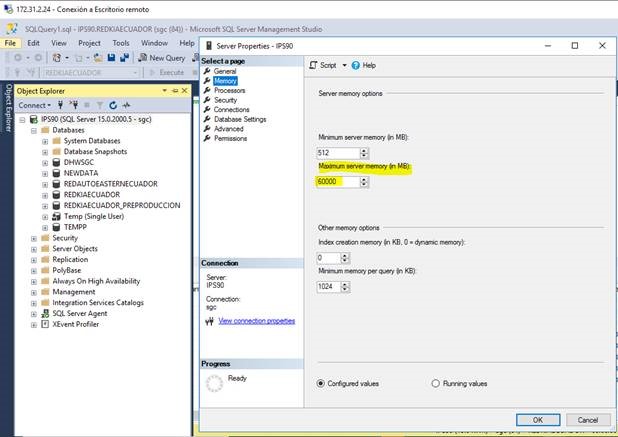 172.31.2.24 - Conexión a Escritorio remoto
SQLQuery1.sql - IPS90.REDKIAECUADOR (sgc (84)) - Microsoft SQL Server Management Studio
File Edit View Project Tools Window Help
New Query
REDKIAECUADOR
Execute
Object Explorer
Object Explorer
Connect
IPS90 (SQL Server 15.0.2000.5 - sgc)
Databases
System Databases
Database Snapshots
DHWSGC
NEWDATA
REDAUTOEASTERNECUADOR
REDKIAECUADOR
REDKIAECUADOR_PREPRODUCCION
Temp (Single User)
TEMPP
Security
Server Objects
Replication
PolyBase
Always On High Availability
Management
Integration Services Catalogs
SQL Server Agent
XEvent Profiler
Server Properties - IPS90
Select a page
General
Memory
Processors
Security
Connections
Database Settings
Advanced
Permissions
Connection
Server:
IPS90
Connection:
sgc
View connection properties
Progress
Ready
Script
Help
Server memory options
Minimum server memory (in MB):
512
Maximum server memory (in MB):
60000
Other memory options
Index creation memory (in KB, 0 = dynamic memory):
0
Minimum memory per query (in KB):
1024
Configured values
Running values
OK
Cancel